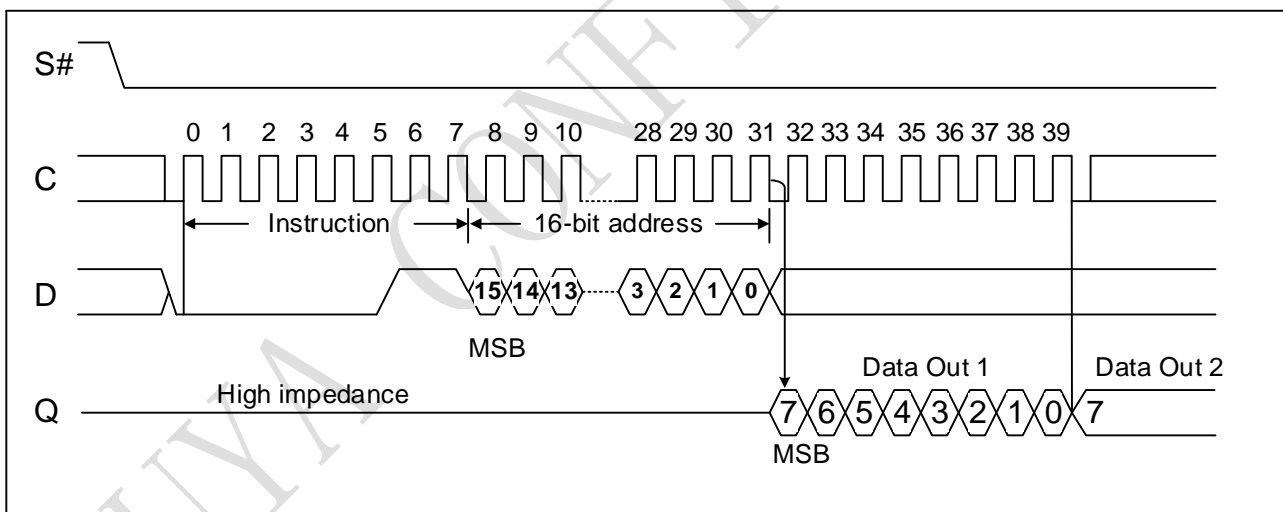 S#
0 1 2 3 4 5 6 7 8 9 10 28 29 30 31 32 33 34 35 36 37 38 39
C
Instruction 16-bit address
D
15 14 13 3 2 1 0
MSB
Data Out 1 Data Out 2
High impedance
Q
7 6 5 4 3 2 1 0 7
MSB
UYA CONF